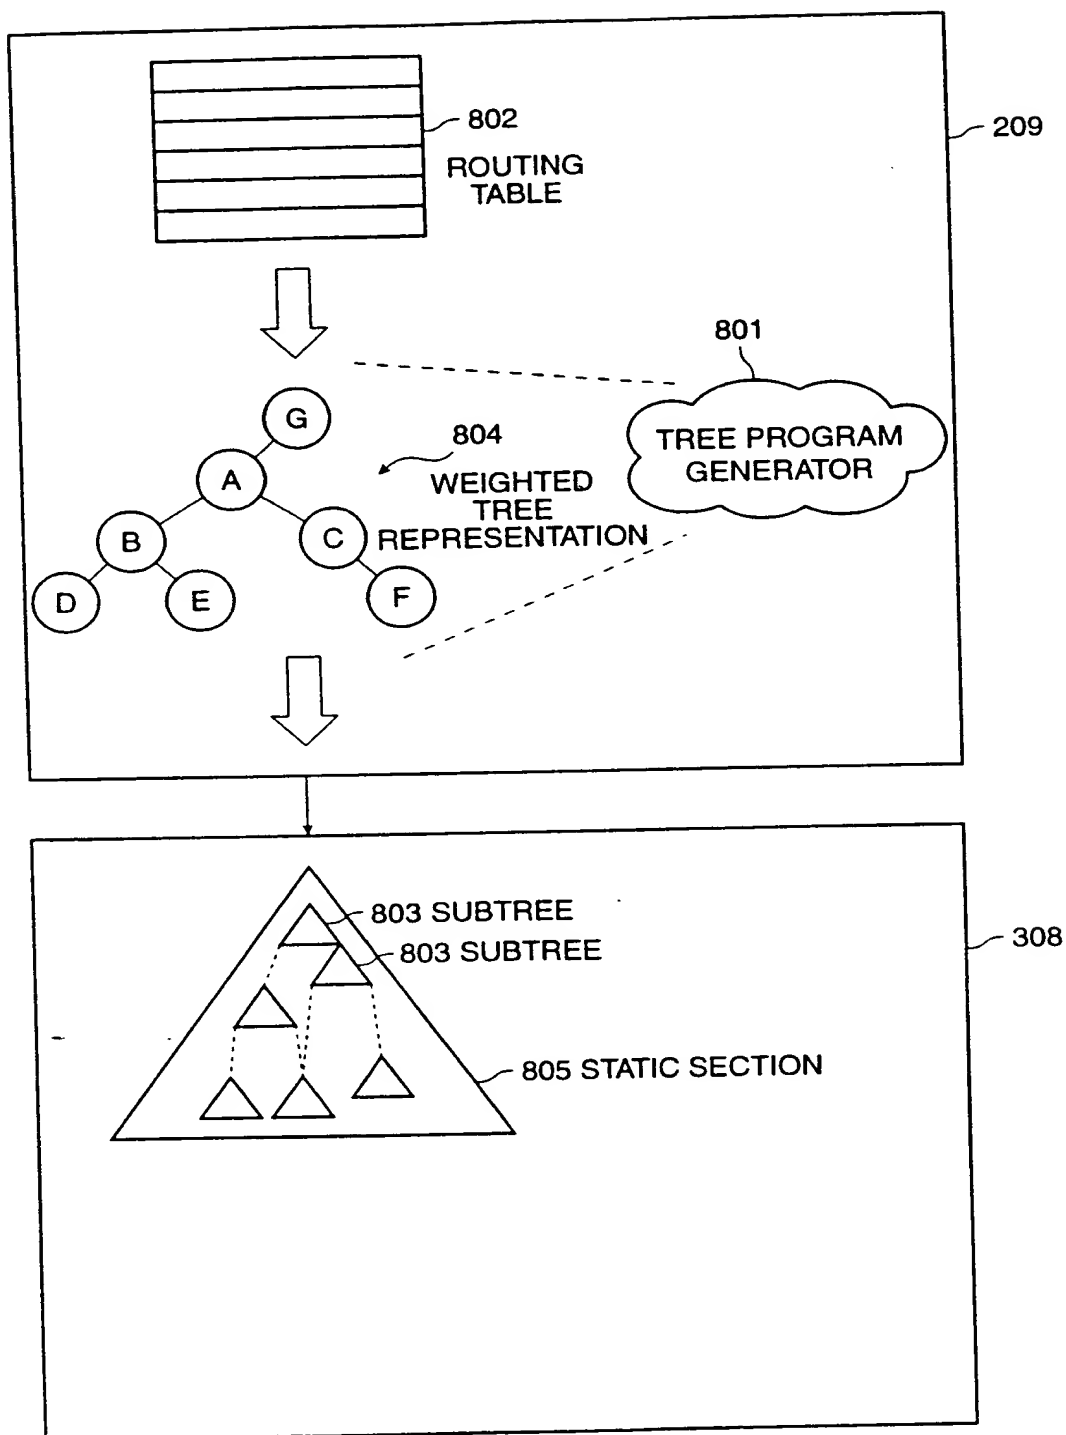 802
ROUTING
TABLE
209
801
TREE PROGRAM
GENERATOR
804
WEIGHTED
TREE
REPRESENTATION
G
A
B
C
D
E
F
803 SUBTREE
803 SUBTREE
308
805 STATIC SECTION